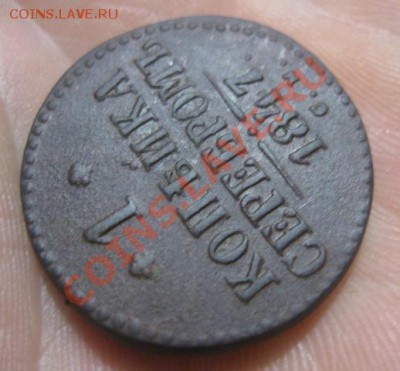 COINS.LAVE.RU
* 1 *
КОПѢЙКА
СЕРЕБРОМЪ
1847
COINS.LAVE.RU